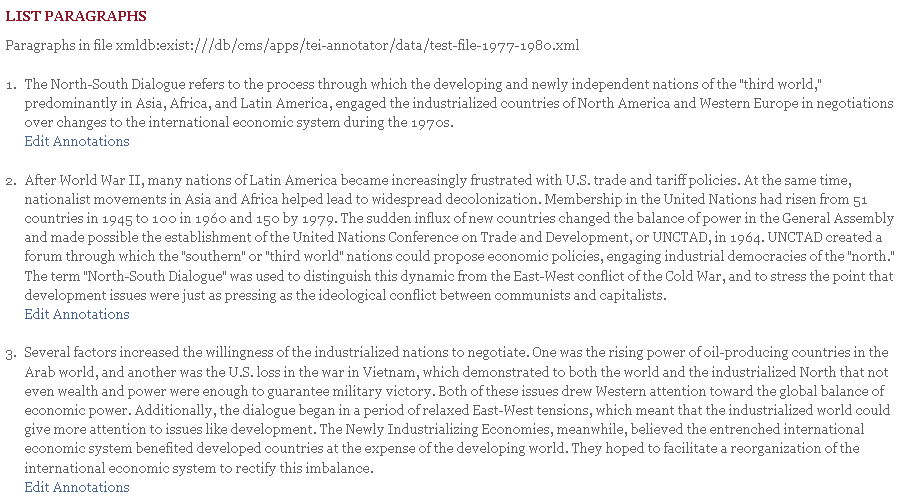 LIST PARAGRAPHS
Paragraphs in file xmldb:exist:///db/cms/apps/tei-annotator/data/test-file-1977-1980.xml
1. The North-South Dialogue refers to the process through which the developing and newly independent nations of the "third world,"
predominantly in Asia, Africa, and Latin America, engaged the industrialized countries of North America and Western Europe in negotiations
over changes to the international economic system during the 1970s.
Edit Annotations
2. After World War II, many nations of Latin America became increasingly frustrated with U.S. trade and tariff policies. At the same time,
nationalist movements in Asia and Africa helped lead to widespread decolonization. Membership in the United Nations had risen from 51
countries in 1945 to 100 in 1960 and 150 by 1979. The sudden influx of new countries changed the balance of power in the General Assembly
and made possible the establishment of the United Nations Conference on Trade and Development, or UNCTAD, in 1964. UNCTAD created a
forum through which the "southern" or "third world" nations could propose economic policies, engaging industrial democracies of the "north."
The term "North-South Dialogue" was used to distinguish this dynamic from the East-West conflict of the Cold War, and to stress the point that
development issues were just as pressing as the ideological conflict between communists and capitalists.
Edit Annotations
3. Several factors increased the willingness of the industrialized nations to negotiate. One was the rising power of oil-producing countries in the
Arab world, and another was the U.S. loss in the war in Vietnam, which demonstrated to both the world and the industrialized North that not
even wealth and power were enough to guarantee military victory. Both of these issues drew Western attention toward the global balance of
economic power. Additionally, the dialogue began in a period of relaxed East-West tensions, which meant that the industrialized world could
give more attention to issues like development. The Newly Industrializing Economies, meanwhile, believed the entrenched international
economic system benefited developed countries at the expense of the developing world. They hoped to facilitate a reorganization of the
international economic system to rectify this imbalance.
Edit Annotations